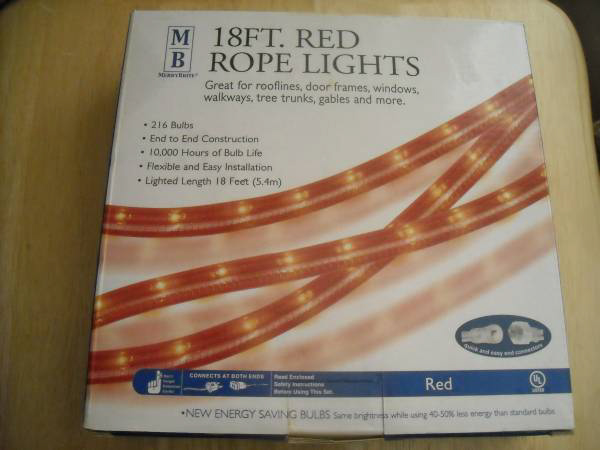 M
B
MERRYBRITE®
18FT. RED
ROPE LIGHTS
Great for rooflines, door frames, windows,
walkways, tree trunks, gables and more.
• 216 Bulbs
• End to End Construction
• 10,000 Hours of Bulb Life
• Flexible and Easy Installation
• Lighted Length 18 Feet (5.4m)
quick and easy end connectors
CONNECTS AT BOTH ENDS
Read Enclosed
Safety Instructions
Before Using This Set.
Red
UL
•NEW ENERGY SAVING BULBS Same brightness while using 40-50% less energy than standard bulbs